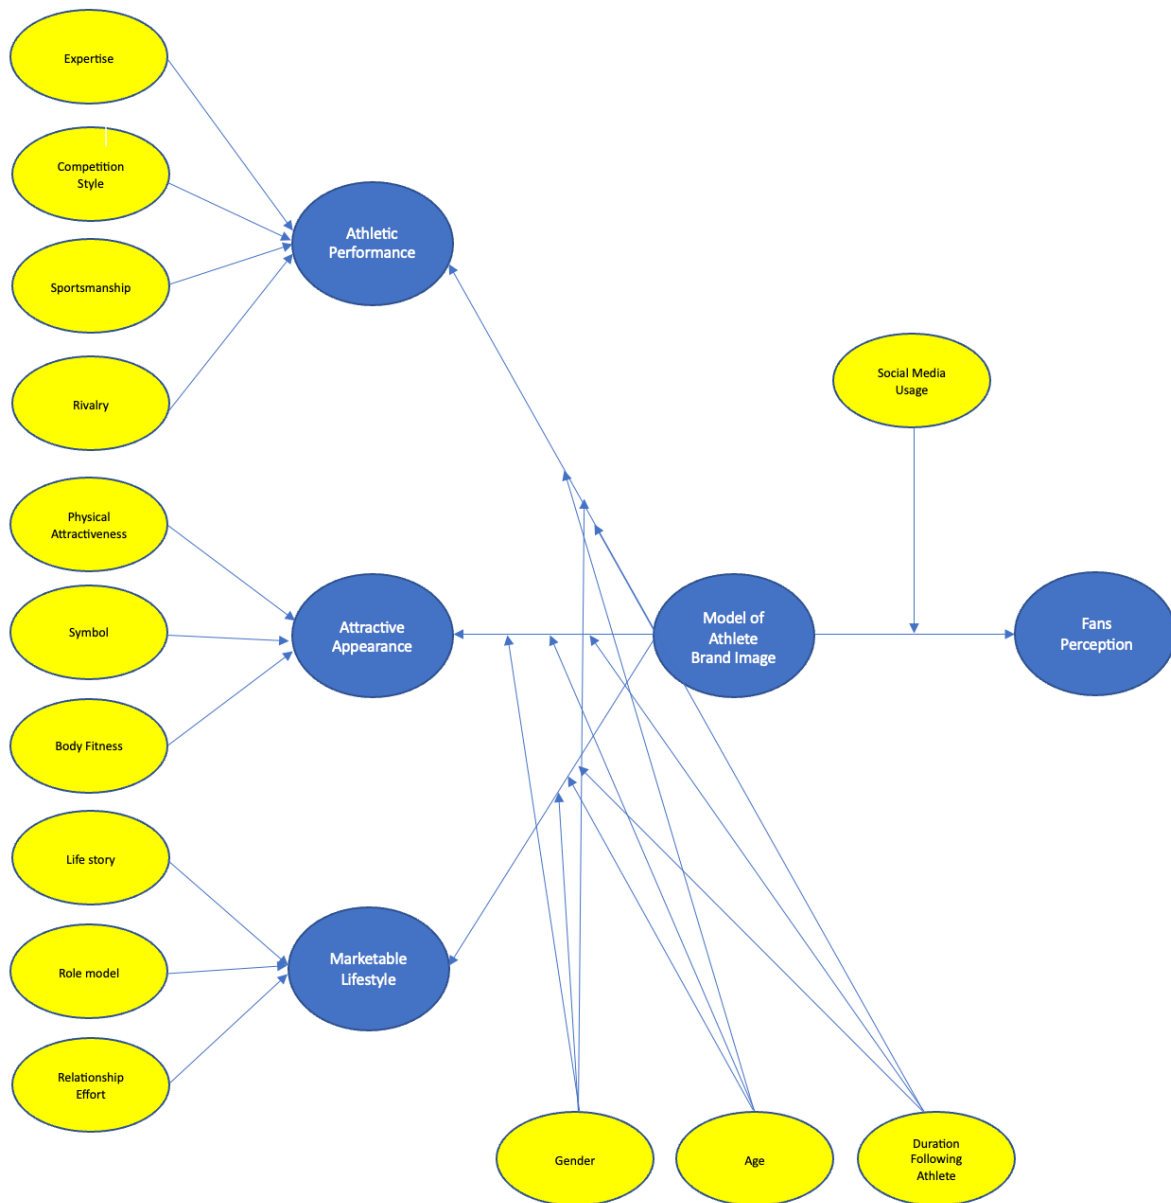 Expertise
Competition
Style
Sportsmanship
Rivalry
Physical
Attractiveness
Symbol
Body Fitness
Life story
Role model
Relationship
Effort
Athletic
Performance
Attractive
Appearance
Marketable
Lifestyle
Model of
Athlete
Brand Image
Social Media
Usage
Fans
Perception
Gender
Age
Duration
Following
Athlete